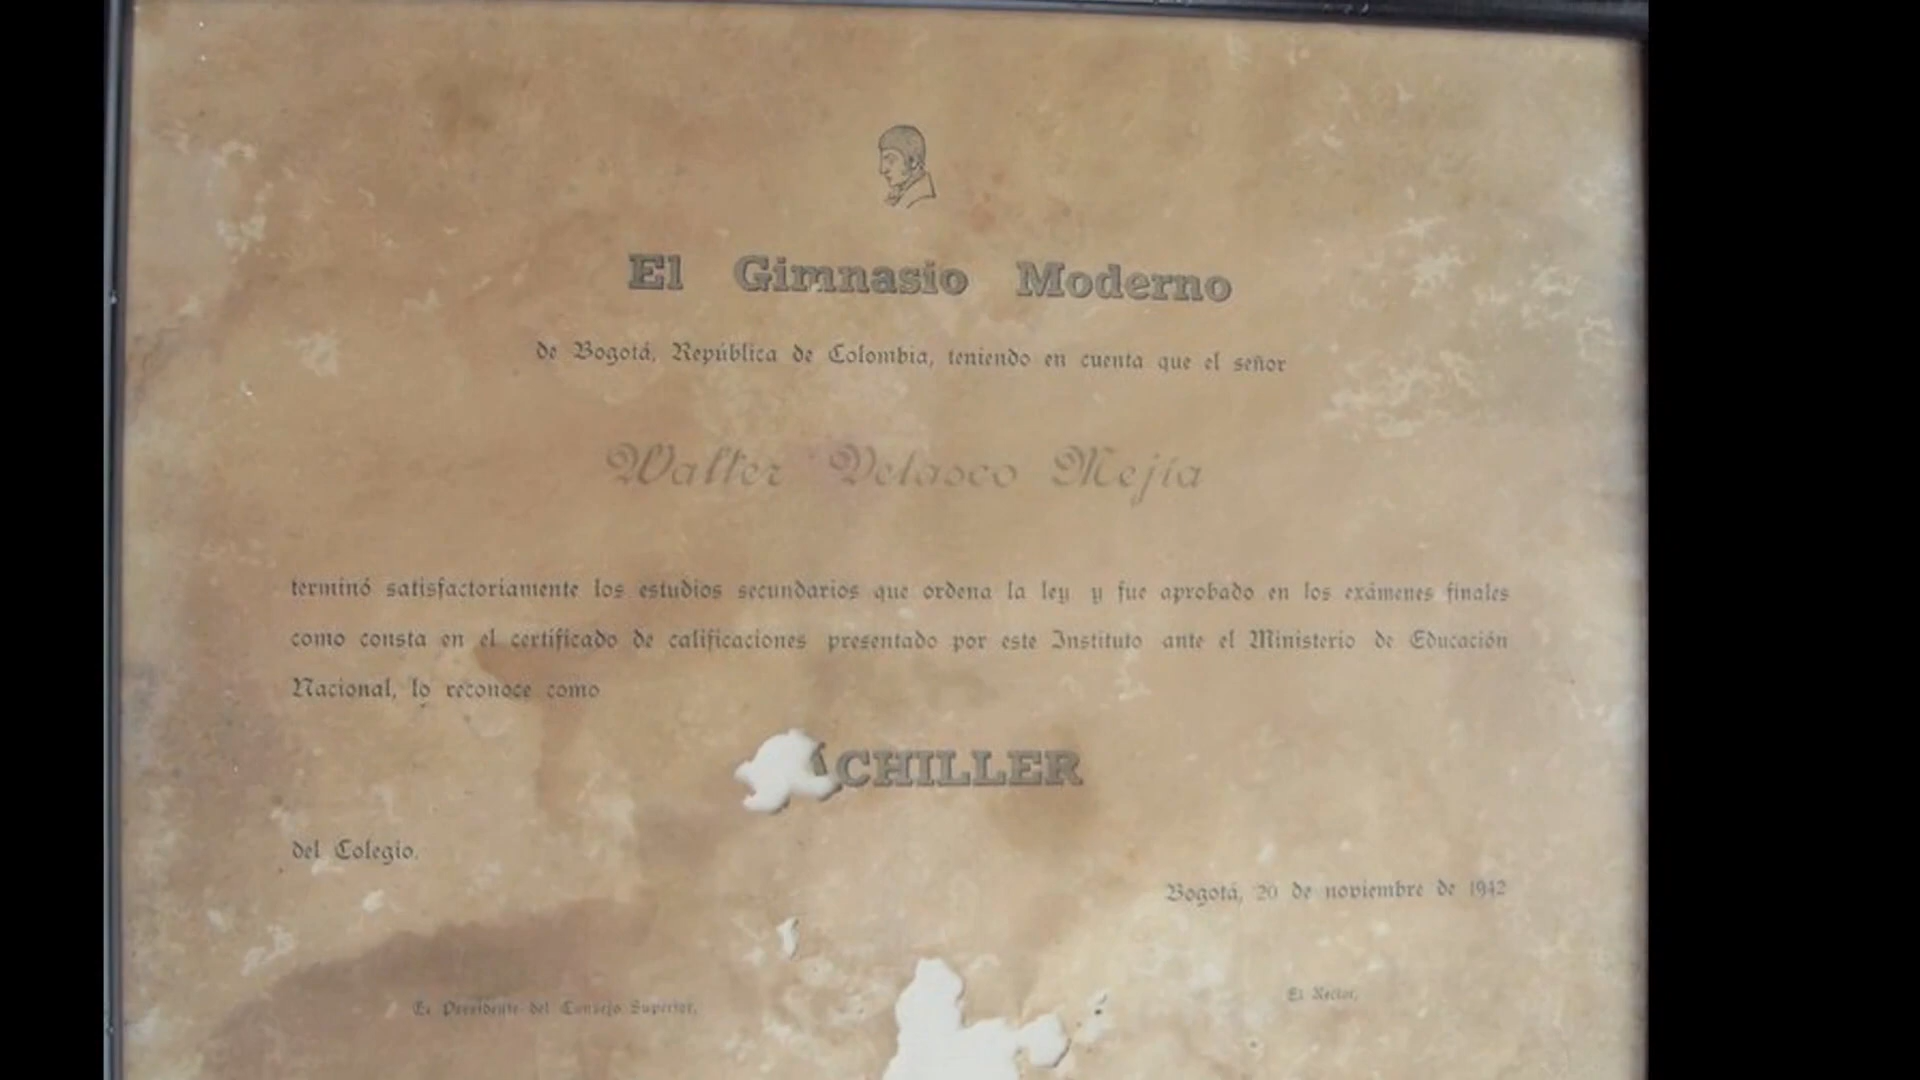 El Gimnasio Moderno
de Bogotá, República de Colombia, teniendo en cuenta que el señor
Walter Velasco Mejía
terminó satisfactoriamente los estudios secundarios que ordena la ley y fue aprobado en los exámenes finales
como consta en el certificado de calificaciones presentado por este Instituto ante el Ministerio de Educación
Nacional, lo reconoce como
ACHILLER
del Colegio.
Bogotá, 20 de noviembre de 1942
El Presidente del Consejo Superior,
El Rector,